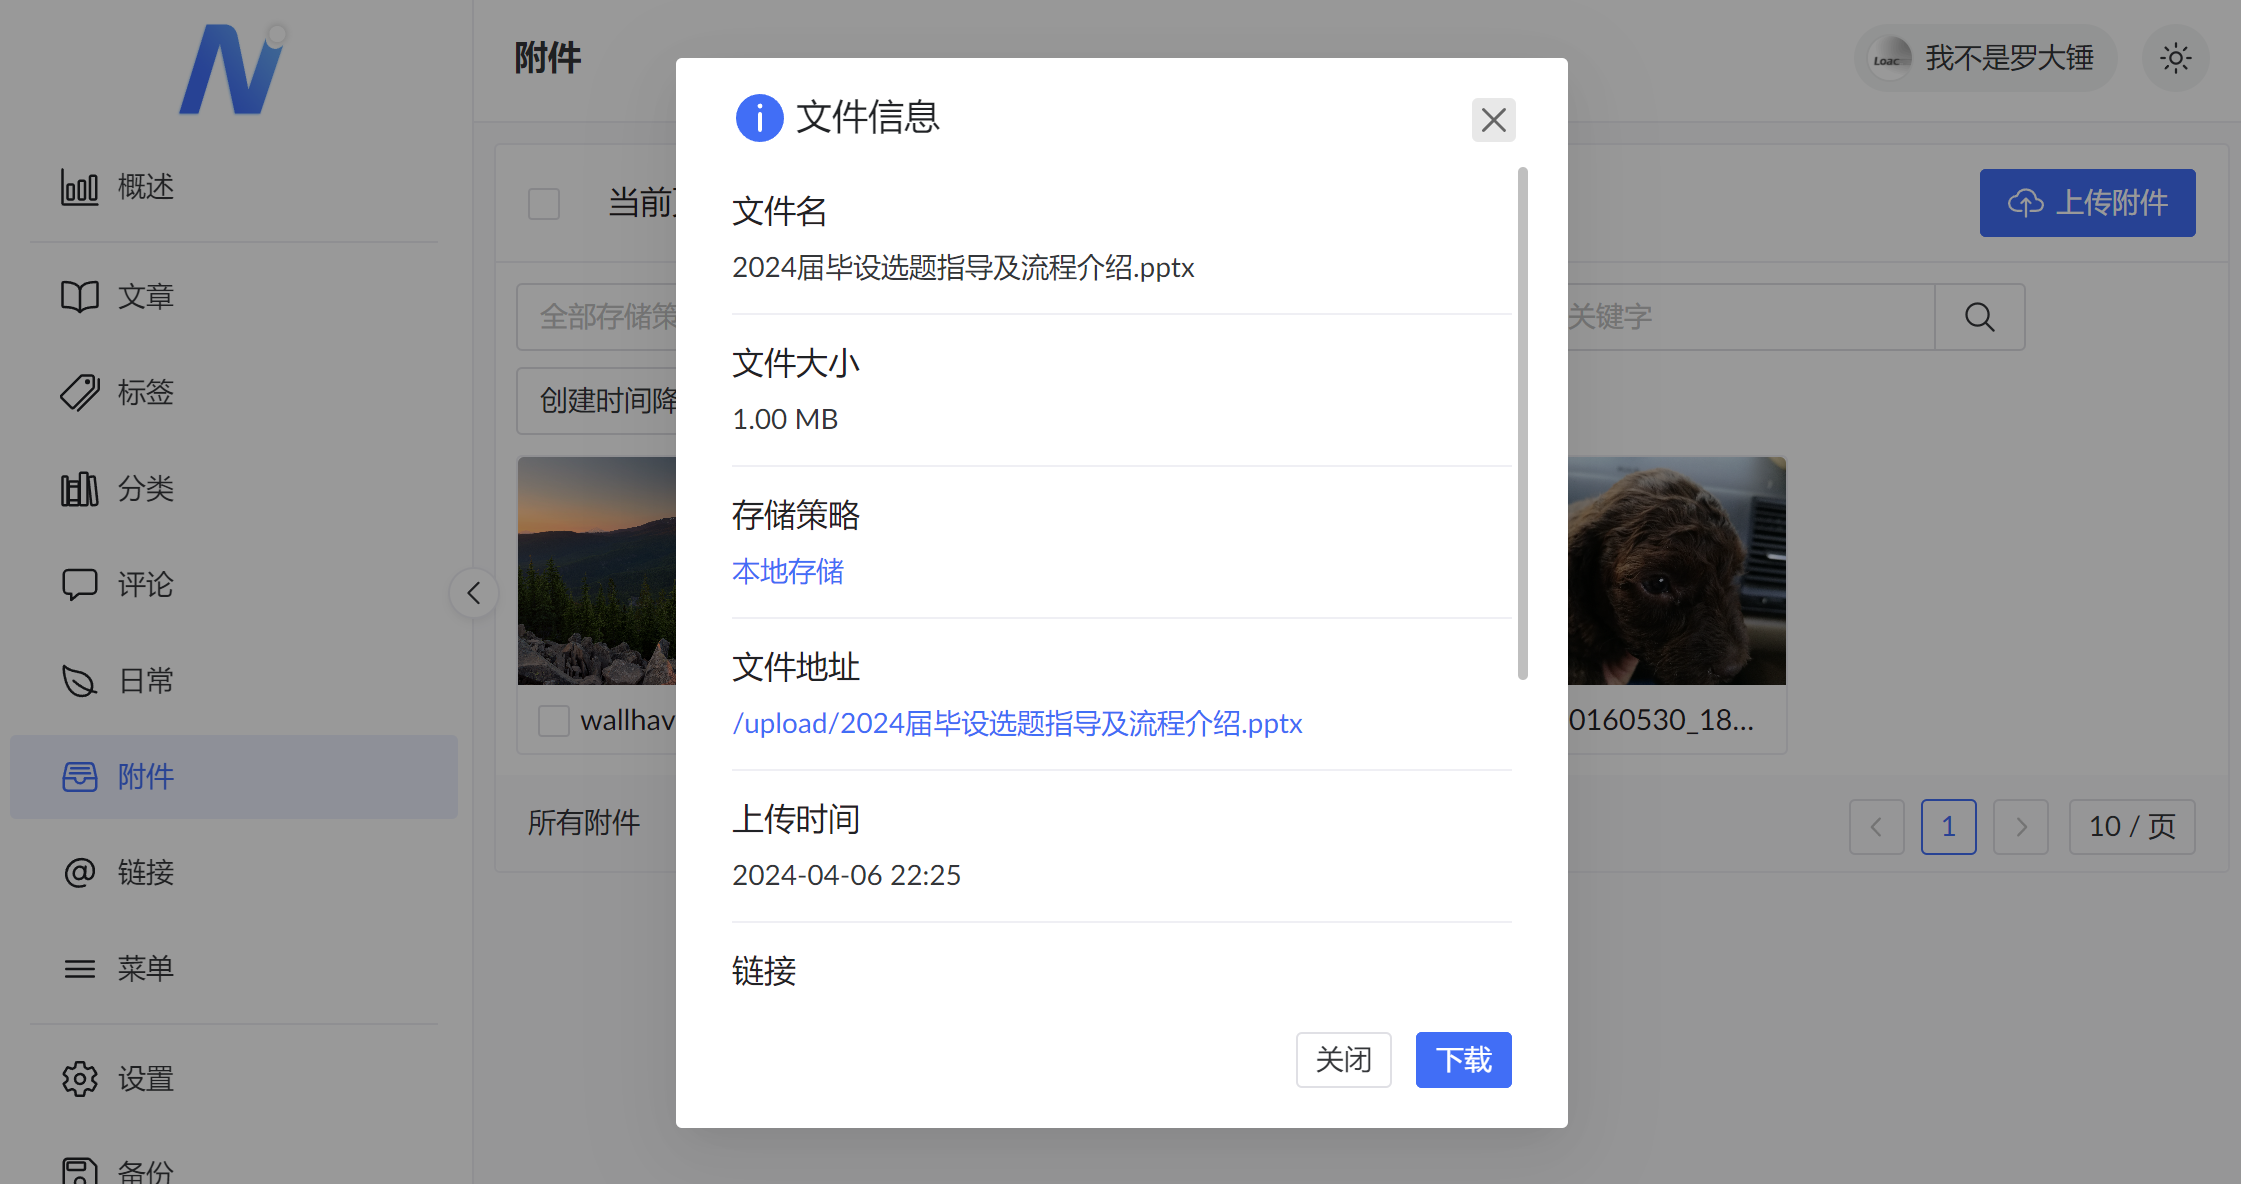 附件
Loac
我不是罗大锤
概述
文章
标签
分类
评论
日常
附件
链接
菜单
设置
备份
当前
上传附件
全部存储策
关键字
创建时间降
wallhav
0160530_18...
所有附件
1
10 / 页
文件信息
文件名
2024届毕设选题指导及流程介绍.pptx
文件大小
1.00 MB
存储策略
本地存储
文件地址
/upload/2024届毕设选题指导及流程介绍.pptx
上传时间
2024-04-06 22:25
链接
关闭
下载